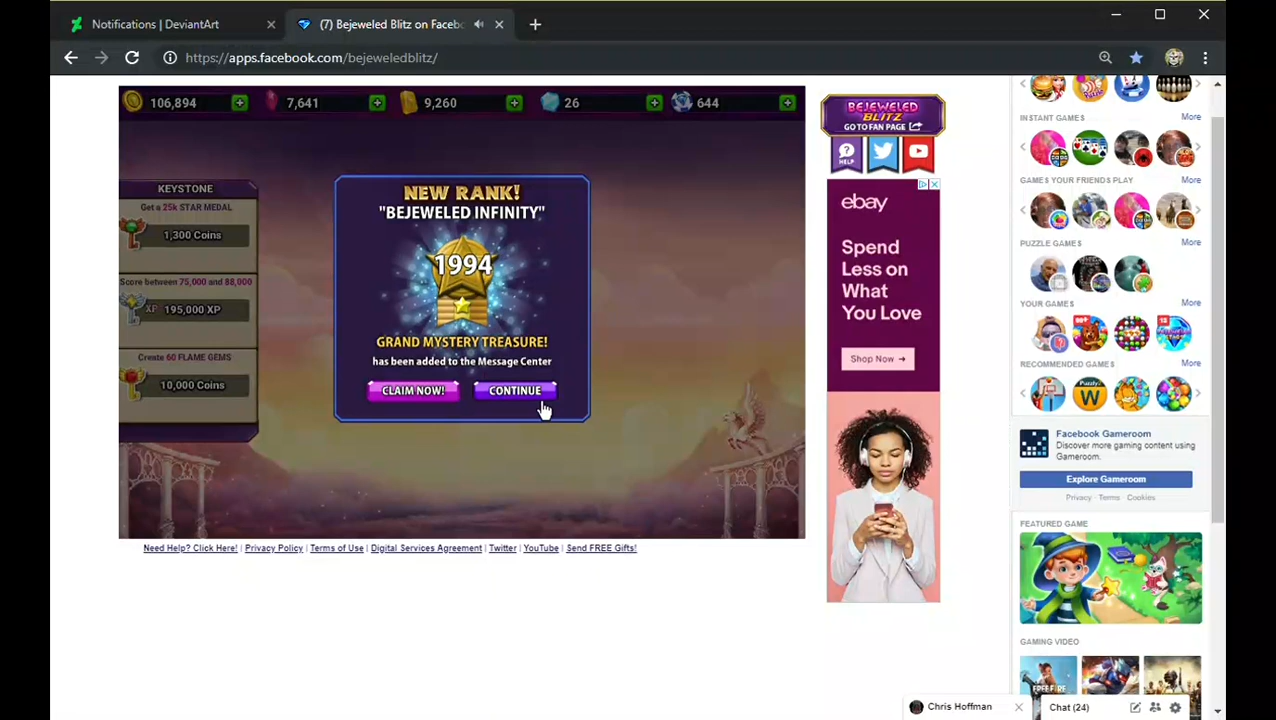 Notifications | DeviantArt
(7) Bejeweled Blitz on Facebo
https://apps.facebook.com/bejeweledblitz/
106,894
7,641
9,260
26
644
KEYSTONE
Get a 25k STAR MEDAL
1,300 Coins
Score between 75,000 and 88,000
XP 195,000 XP
Create 60 FLAME GEMS
10,000 Coins
NEW RANK!
"BEJEWELED INFINITY"
1994
GRAND MYSTERY TREASURE!
has been added to the Message Center
CLAIM NOW!
CONTINUE
Need Help? Click Here! | Privacy Policy | Terms of Use | Digital Services Agreement | Twitter | YouTube | Send FREE Gifts!
BEJEWELED
BLITZ
GO TO FAN PAGE
HELP
ebay
Spend
Less on
What
You Love
Shop Now
INSTANT GAMES
More
GAMES YOUR FRIENDS PLAY
More
PUZZLE GAMES
More
YOUR GAMES
More
RECOMMENDED GAMES
More
W
Facebook Gameroom
Discover more gaming content using
Gameroom.
Explore Gameroom
Privacy · Terms · Cookies
FEATURED GAME
GAMING VIDEO
FREE FIRE
Chris Hoffman
Chat (24)